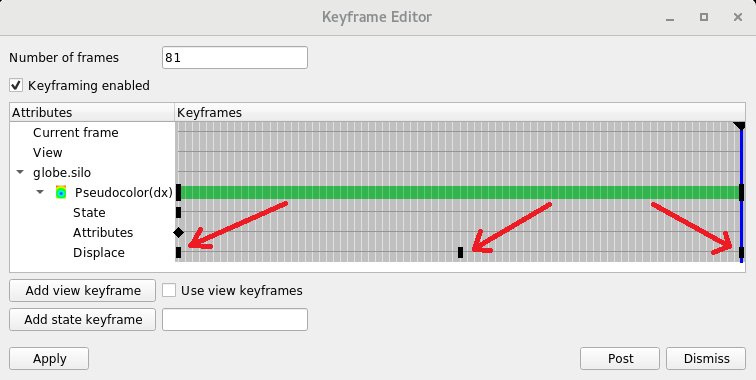 Keyframe Editor
Number of frames 81
Keyframing enabled
Attributes Keyframes
Current frame
View
globe.silo
Pseudocolor(dx)
State
Attributes
Displace
Add view keyframe Use view keyframes
Add state keyframe
Apply Post Dismiss